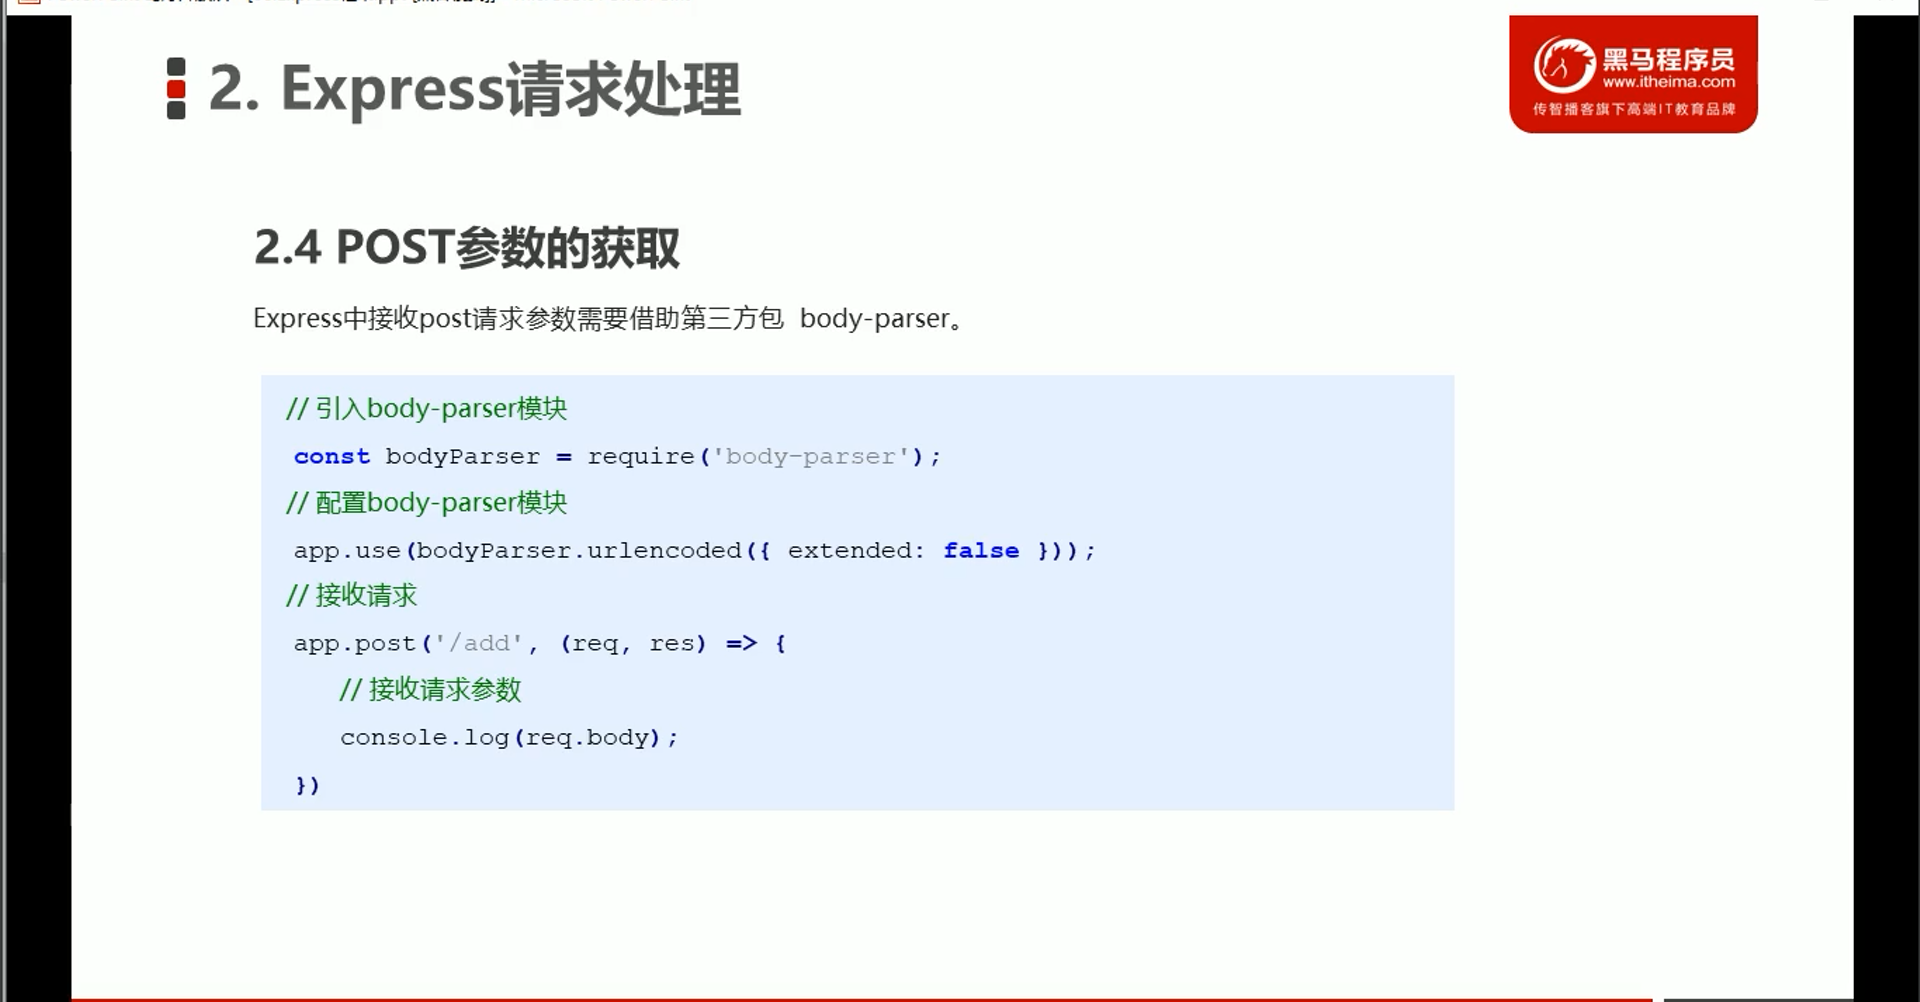 2. Express请求处理
黑马程序员
www.itheima.com
传智播客旗下高端IT教育品牌
2.4 POST参数的获取
Express中接收post请求参数需要借助第三方包 body-parser。
// 引入body-parser模块
const bodyParser = require('body-parser');
// 配置body-parser模块
app.use(bodyParser.urlencoded({ extended: false }));
// 接收请求
app.post('/add', (req, res) => {
// 接收请求参数
console.log(req.body);
})